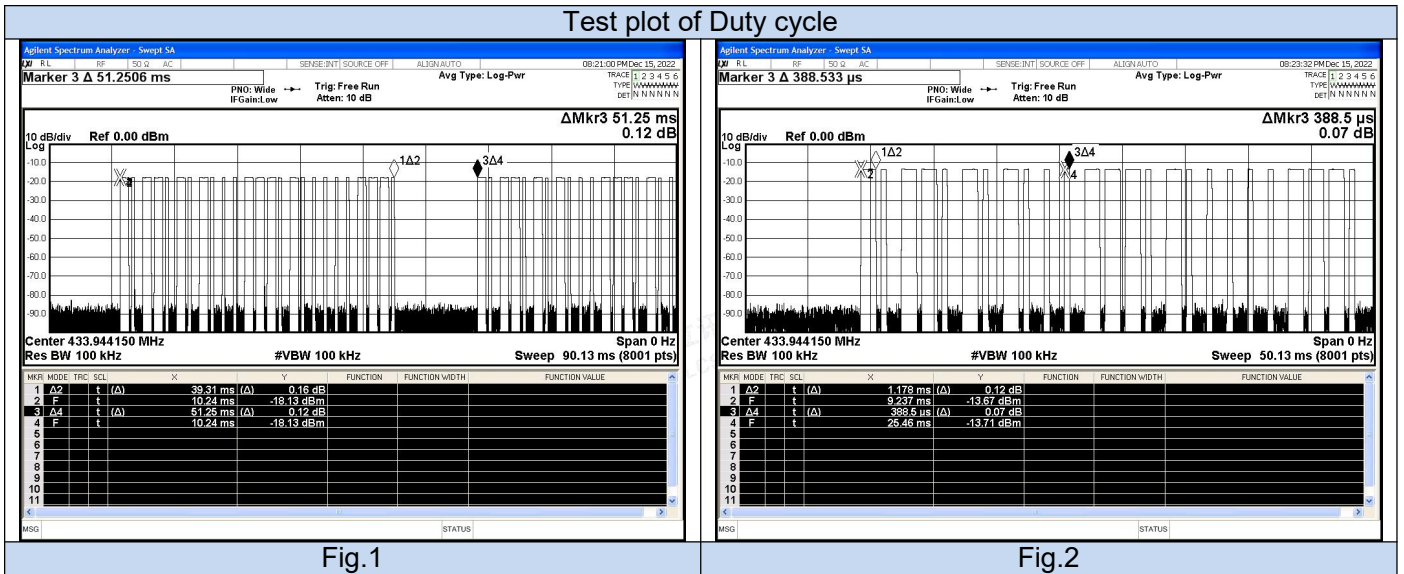 Test plot of Duty cycle
Agilent Spectrum Analyzer - Swept SA
LXI RL RF 50 Ω AC SENSE:INT SOURCE OFF ALIGNAUTO 08:21:00 PM Dec 15, 2022
Marker 3 Δ 51.2506 ms
PNO: Wide Trig: Free Run Avg Type: Log-Pwr TRACE 1 2 3 4 5 6
IFGain:Low Atten: 10 dB TYPE WWWWWW
DET N N N N N N
ΔMkr3 51.25 ms
0.12 dB
10 dB/div Ref 0.00 dBm
Log
1Δ2 3Δ4
-10.0
-20.0
-30.0
-40.0
-50.0
-60.0
-70.0
-80.0
-90.0
Center 433.944150 MHz Span 0 Hz
Res BW 100 kHz #VBW 100 kHz Sweep 90.13 ms (8001 pts)
MKR MODE TRC SCL X Y FUNCTION FUNCTION WIDTH FUNCTION VALUE
1 Δ2 t (Δ) 39.31 ms (Δ) 0.16 dB
2 F t 10.24 ms -18.13 dBm
3 Δ4 t (Δ) 51.25 ms (Δ) 0.12 dB
4 F t 10.24 ms -18.13 dBm
5
6
7
8
9
10
11
MSG STATUS
Fig.1
Agilent Spectrum Analyzer - Swept SA
LXI RL RF 50 Ω AC SENSE:INT SOURCE OFF ALIGNAUTO 08:23:32 PM Dec 15, 2022
Marker 3 Δ 388.533 µs
PNO: Wide Trig: Free Run Avg Type: Log-Pwr TRACE 1 2 3 4 5 6
IFGain:Low Atten: 10 dB TYPE WWWWWW
DET N N N N N N
ΔMkr3 388.5 µs
0.07 dB
10 dB/div Ref 0.00 dBm
Log
1Δ2 3Δ4
-10.0
2 4
-20.0
-30.0
-40.0
-50.0
-60.0
-70.0
-80.0
-90.0
Center 433.944150 MHz Span 0 Hz
Res BW 100 kHz #VBW 100 kHz Sweep 50.13 ms (8001 pts)
MKR MODE TRC SCL X Y FUNCTION FUNCTION WIDTH FUNCTION VALUE
1 Δ2 t (Δ) 1.178 ms (Δ) 0.12 dB
2 F t 9.237 ms -13.67 dBm
3 Δ4 t (Δ) 388.5 µs (Δ) 0.07 dB
4 F t 25.46 ms -13.71 dBm
5
6
7
8
9
10
11
MSG STATUS
Fig.2